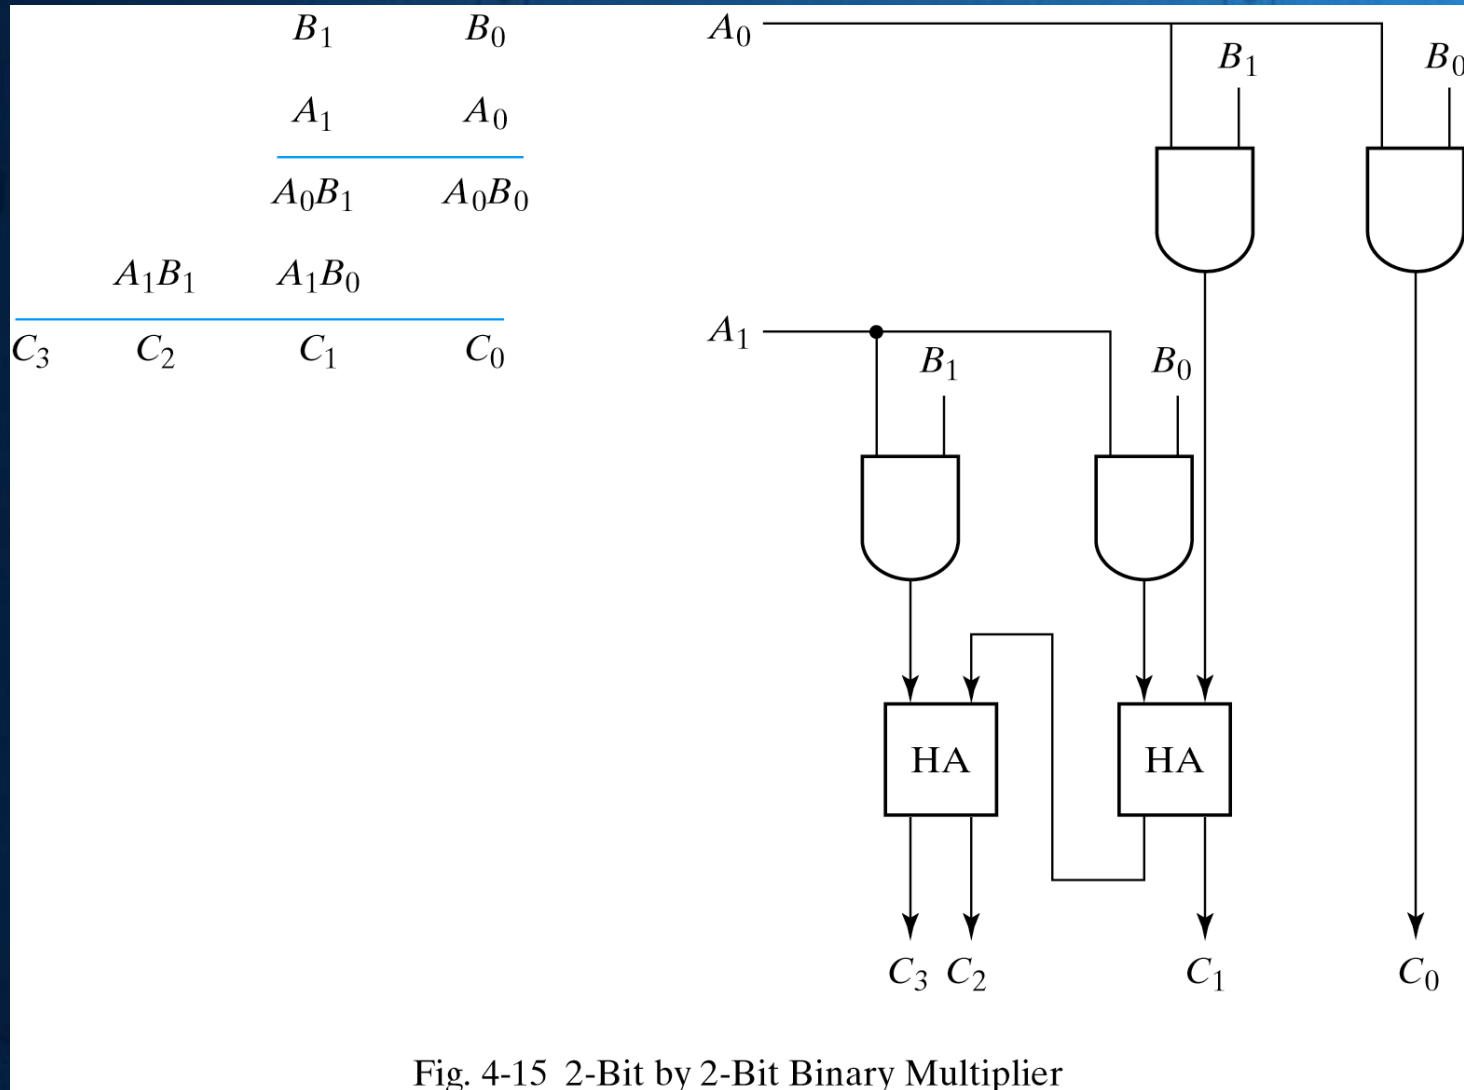 B₁ B₀
A₁ A₀
A₀B₁ A₀B₀
A₁B₁ A₁B₀
C₃ C₂ C₁ C₀
A₀
B₁ B₀
A₁
B₁ B₀
HA HA
C₃ C₂ C₁ C₀
Fig. 4-15 2-Bit by 2-Bit Binary Multiplier